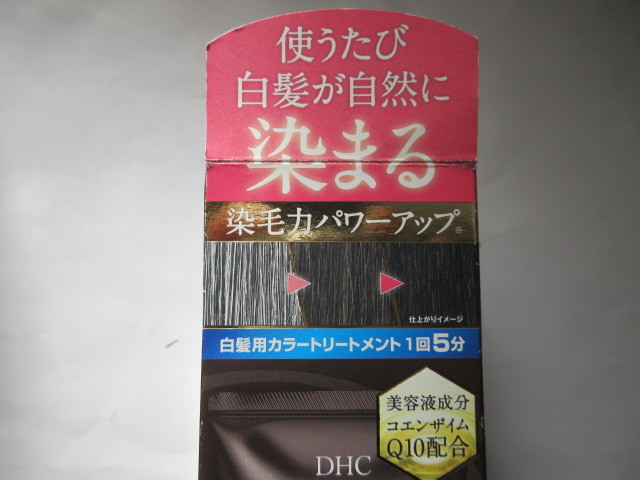 使うたび
白髪が自然に
染まる
染毛力パワーアップ※
仕上がりイメージ
白髪用カラートリートメント1回5分
美容液成分
コエンザイム
Q10配合
DHC